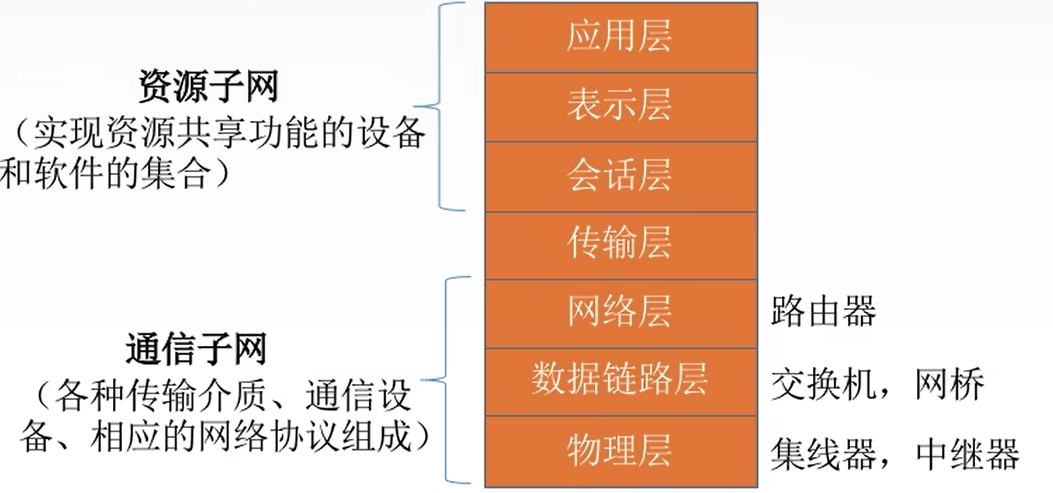 资源子网
（实现资源共享功能的设备
和软件的集合）
通信子网
（各种传输介质、通信设
备、相应的网络协议组成）
应用层
表示层
会话层
传输层
网络层
数据链路层
物理层
路由器
交换机，网桥
集线器，中继器